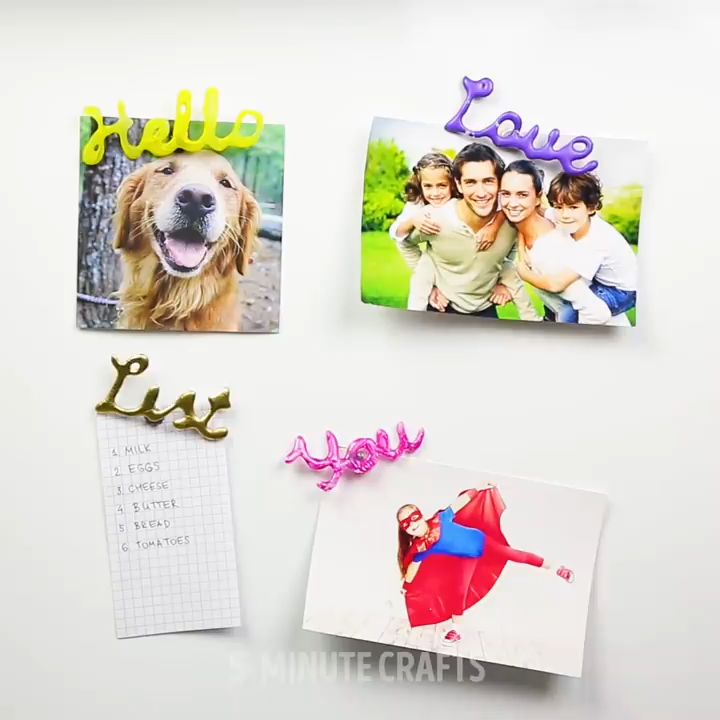 Hello
Love
List
1. MILK
2. EGGS
3. CHEESE
4. BUTTER
5. BREAD
6. TOMATOES
You
5-MINUTE CRAFTS